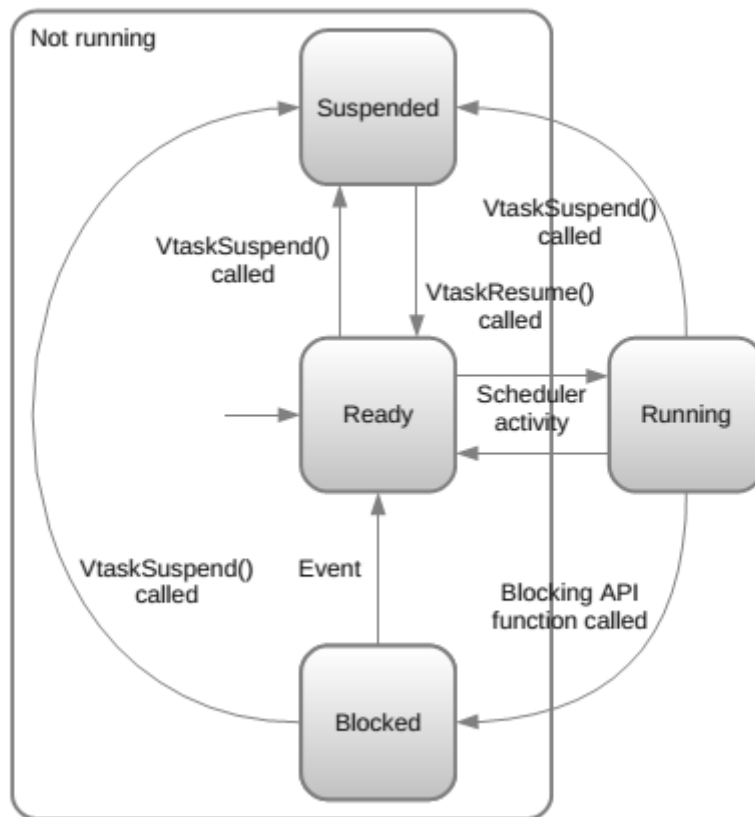 Not running
Suspended
VtaskSuspend()
called
VtaskSuspend()
called
VtaskResume()
called
Ready
Scheduler
activity
Running
VtaskSuspend()
called
Event
Blocking API
function called
Blocked